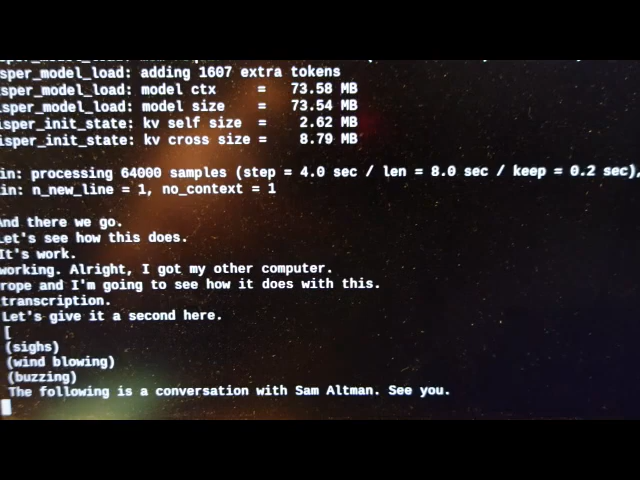 sper_model_load: adding 1607 extra tokens
sper_model_load: model ctx = 73.58 MB
sper_model_load: model size = 73.54 MB
isper_init_state: kv self size = 2.62 MB
isper_init_state: kv cross size = 8.79 MB
in: processing 64000 samples (step = 4.0 sec / len = 8.0 sec / keep = 0.2 sec),
in: n_new_line = 1, no_context = 1
And there we go.
Let's see how this does.
It's work.
working. Alright, I got my other computer.
rope and I'm going to see how it does with this.
transcription.
Let's give it a second here.
[
(sighs)
(wind blowing)
(buzzing)
The following is a conversation with Sam Altman. See you.